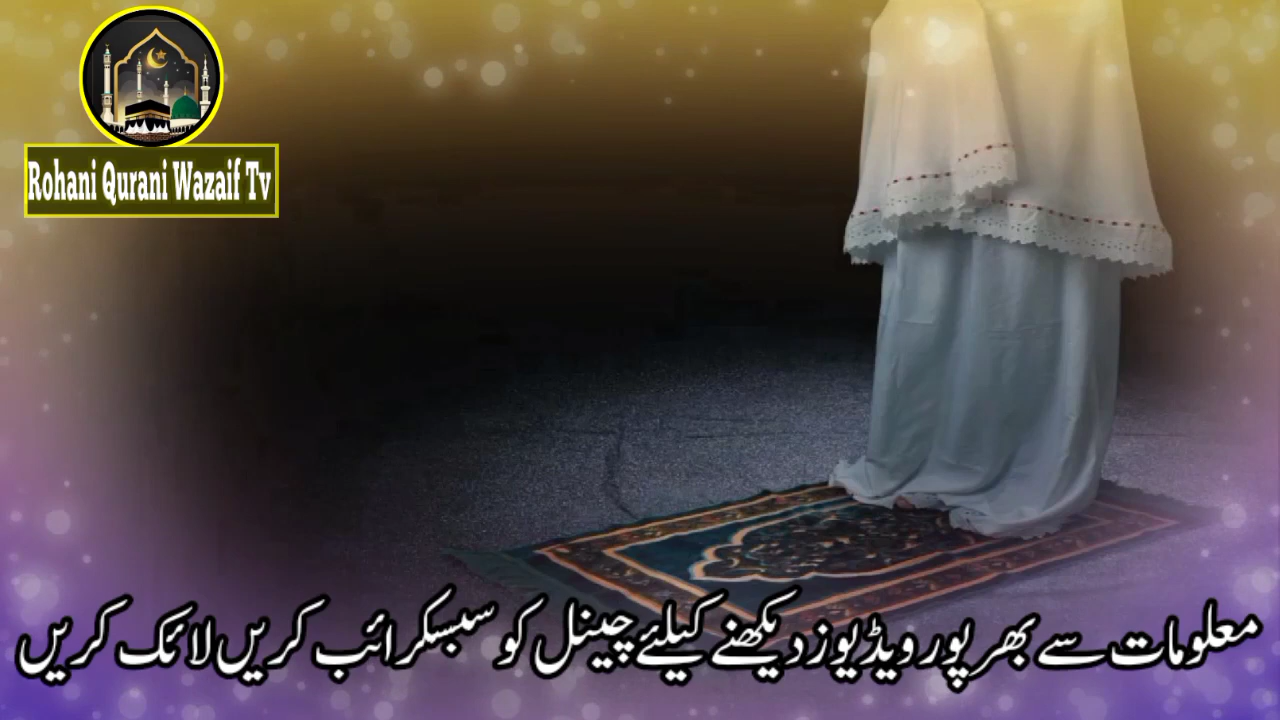 Rohani Qurani Wazaif Tv
معلومات سے بھرپور ویڈیوز دیکھنے کیلئے چینل کو سبسکرائب کریں لائک کریں